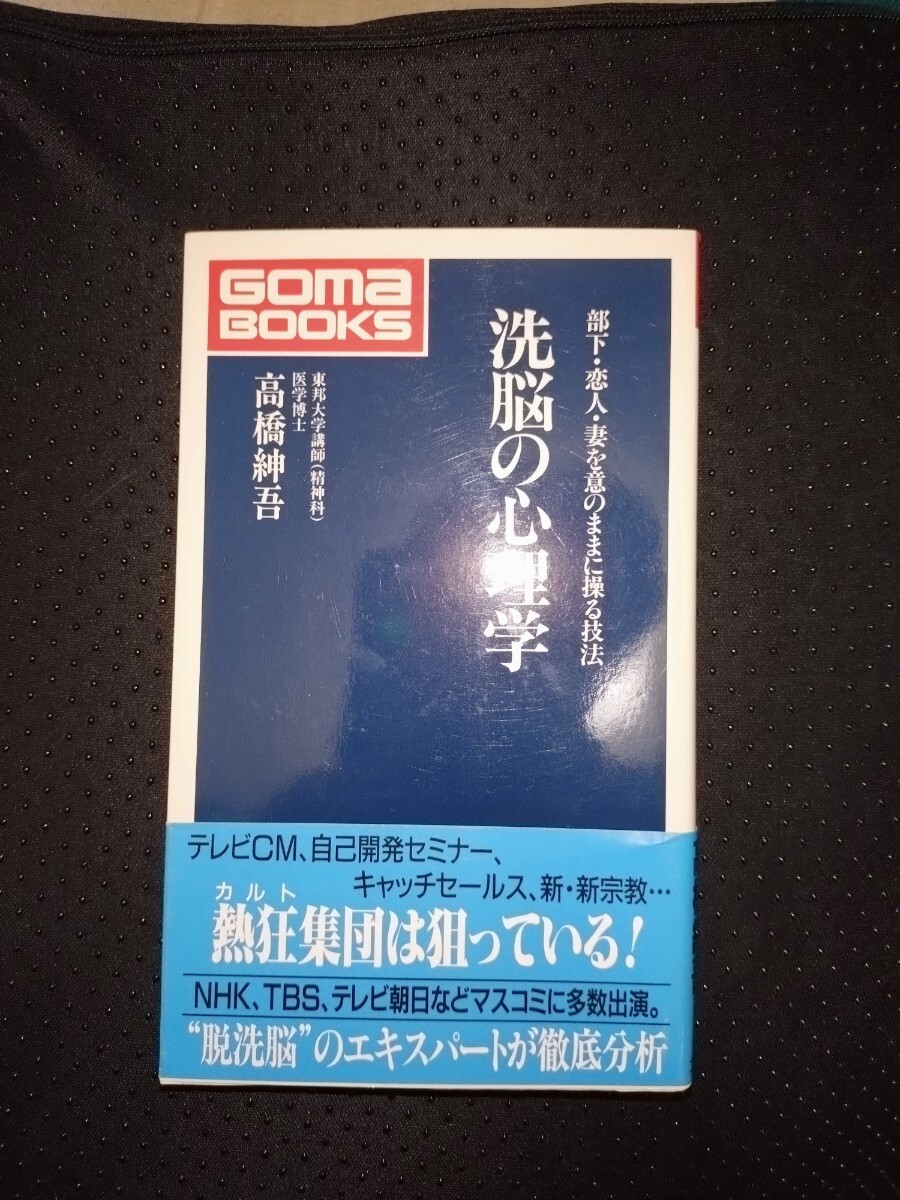 GOMA
BOOKS
部下・恋人・妻を意のままに操る技法
洗脳の心理学
東邦大学講師(精神科)
医学博士
高橋紳吾
テレビCM、自己開発セミナー、
キャッチセールス、新・新宗教…
カルト
熱狂集団は狙っている!
NHK、TBS、テレビ朝日などマスコミに多数出演。
“脱洗脳”のエキスパートが徹底分析